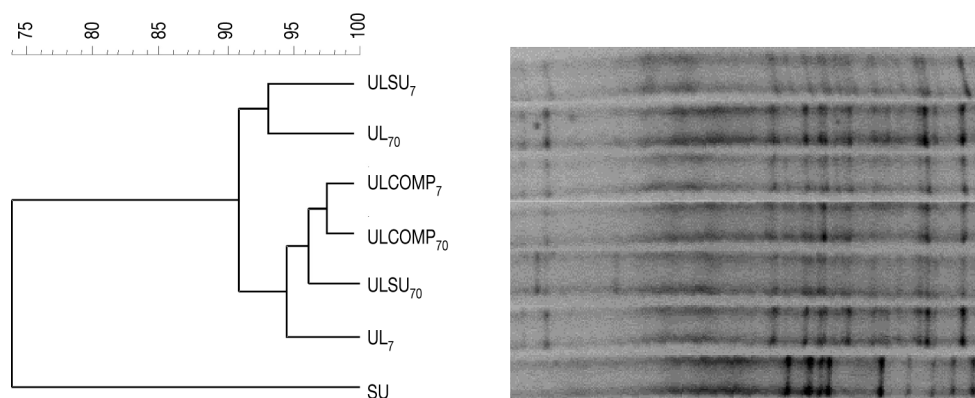 75 80 85 90 95 100
ULSU₇
UL₇₀
ULCOMP₇
ULCOMP₇₀
ULSU₇₀
UL₇
SU